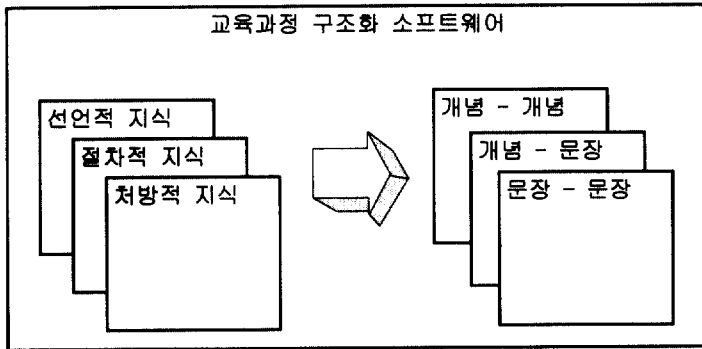 교육과정 구조화 소프트웨어
선언적 지식
절차적 지식
처방적 지식
개념 - 개념
개념 - 문장
문장 - 문장